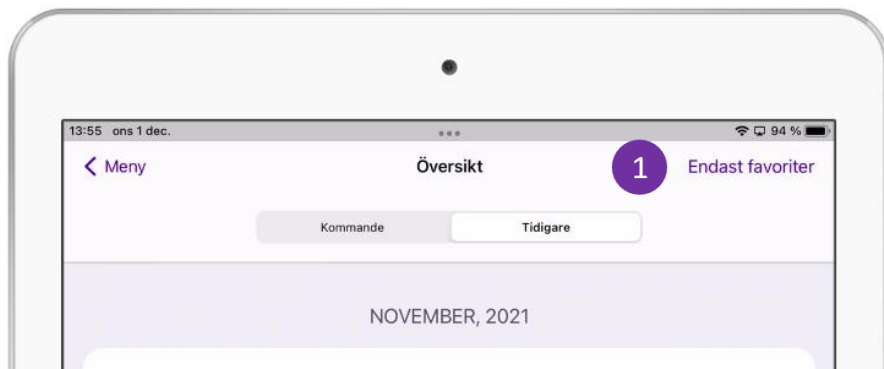 13:55 ons 1 dec. 94 %
Meny Översikt 1 Endast favoriter
Kommande Tidigare
NOVEMBER, 2021